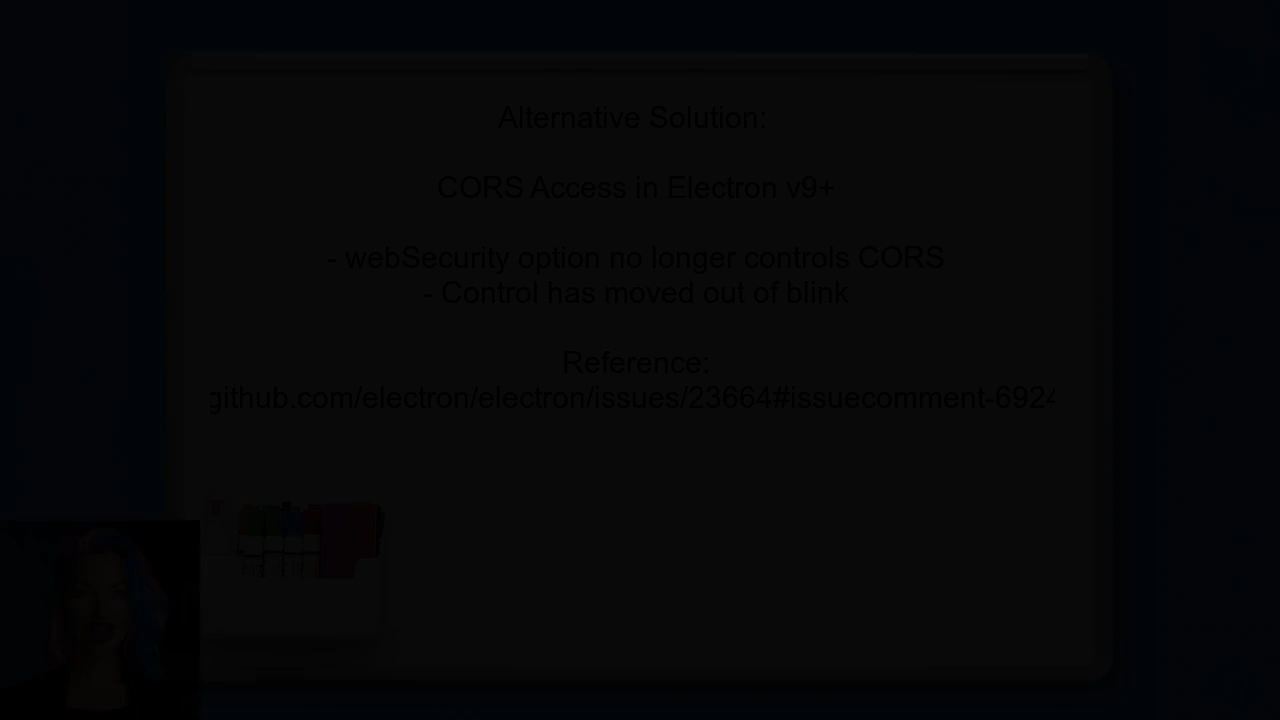 Alternative Solution:
CORS Access in Electron v9+
- webSecurity option no longer controls CORS
- Control has moved out of blink
Reference:
github.com/electron/electron/issues/23664#issuecomment-692